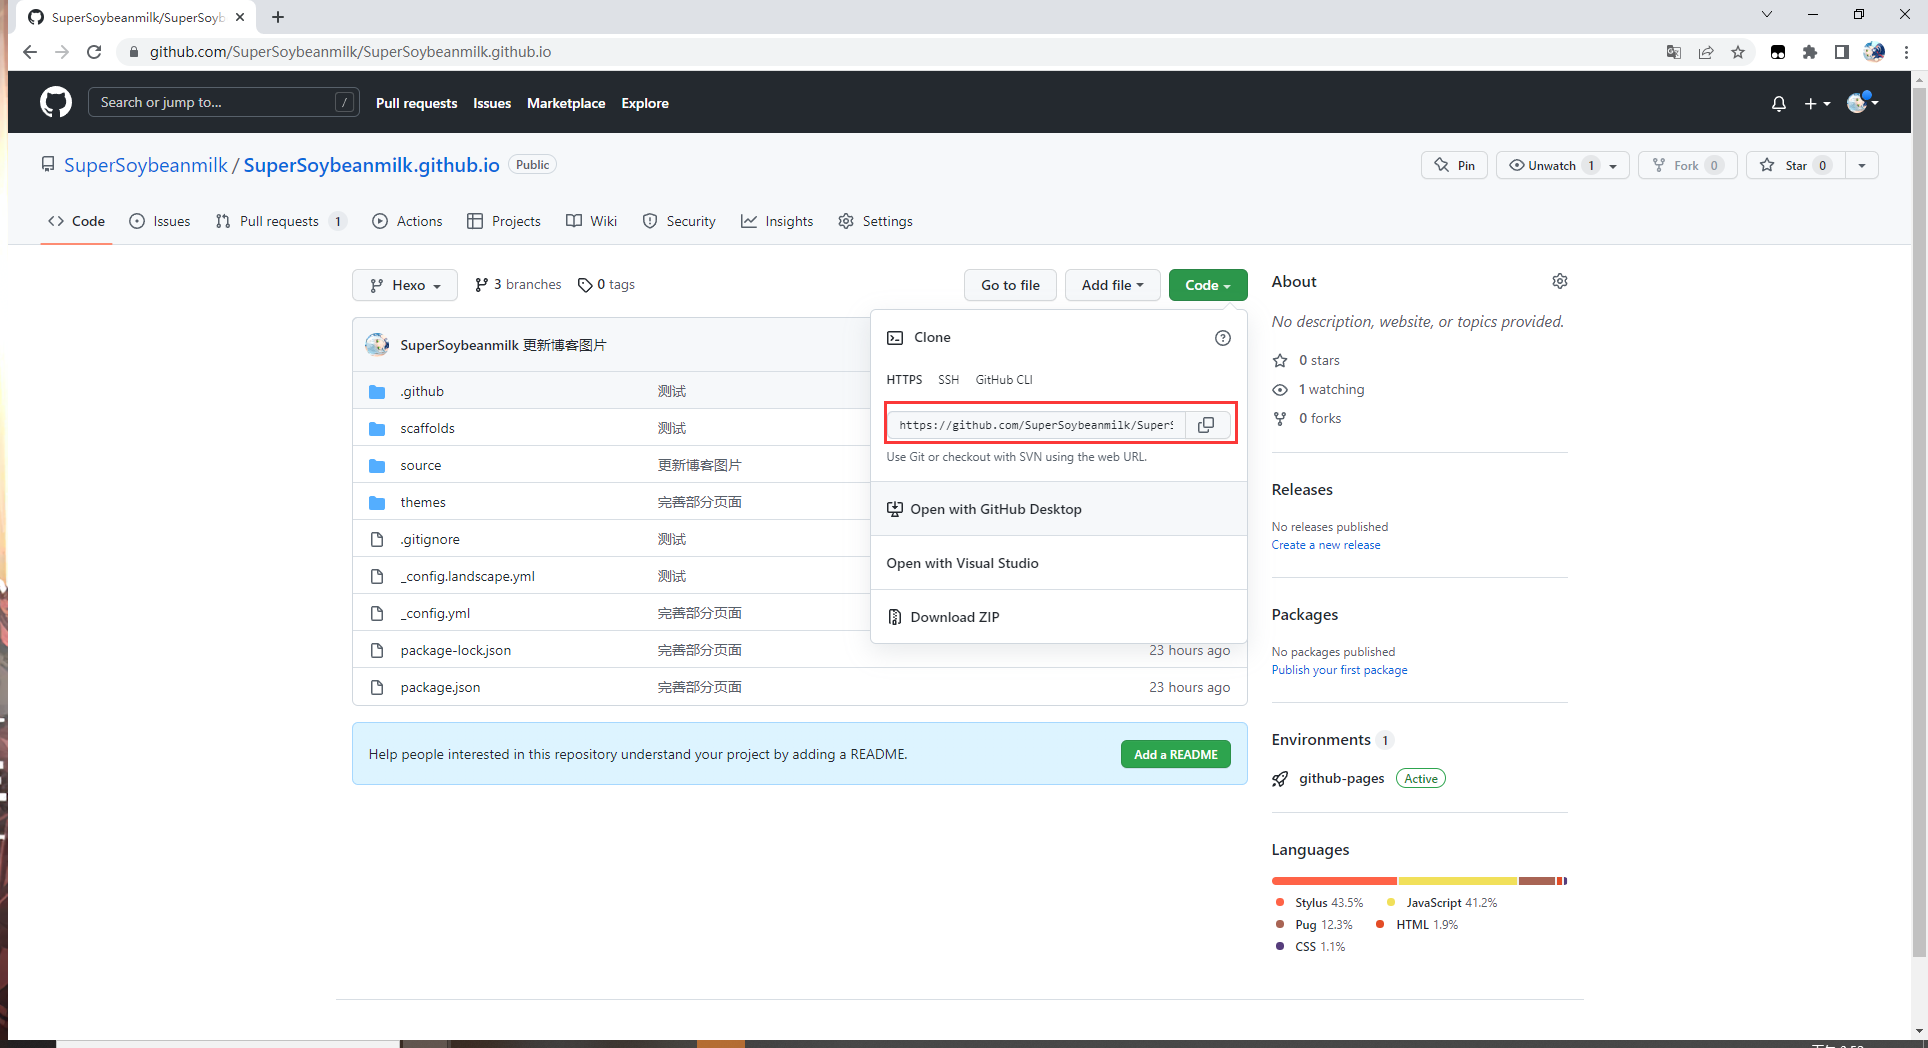 SuperSoybeanmilk/SuperSoyb
github.com/SuperSoybeanmilk/SuperSoybeanmilk.github.io
Search or jump to... / Pull requests Issues Marketplace Explore
SuperSoybeanmilk / SuperSoybeanmilk.github.io Public
Pin Unwatch 1 Fork 0 Star 0
Code Issues Pull requests 1 Actions Projects Wiki Security Insights Settings
Hexo 3 branches 0 tags Go to file Add file Code
SuperSoybeanmilk 更新博客图片
.github 测试
scaffolds 测试
source 更新博客图片
themes 完善部分页面
.gitignore 测试
_config.landscape.yml 测试
_config.yml 完善部分页面
package-lock.json 完善部分页面 23 hours ago
package.json 完善部分页面 23 hours ago
Clone
HTTPS SSH GitHub CLI
https://github.com/SuperSoybeanmilk/SuperS
Use Git or checkout with SVN using the web URL.
Open with GitHub Desktop
Open with Visual Studio
Download ZIP
Help people interested in this repository understand your project by adding a README. Add a README
About
No description, website, or topics provided.
0 stars
1 watching
0 forks
Releases
No releases published
Create a new release
Packages
No packages published
Publish your first package
Environments 1
github-pages Active
Languages
Stylus 43.5% JavaScript 41.2%
Pug 12.3% HTML 1.9%
CSS 1.1%